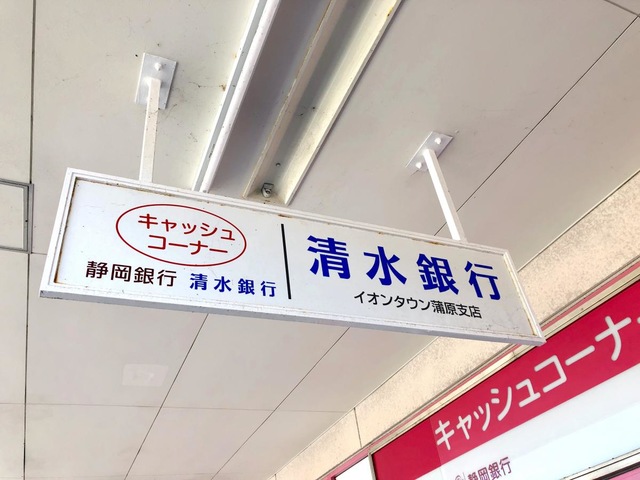 キャッシュ
コーナー
静岡銀行 清水銀行
清水銀行
イオンタウン蒲原支店
キャッシュコーナー
静岡銀行